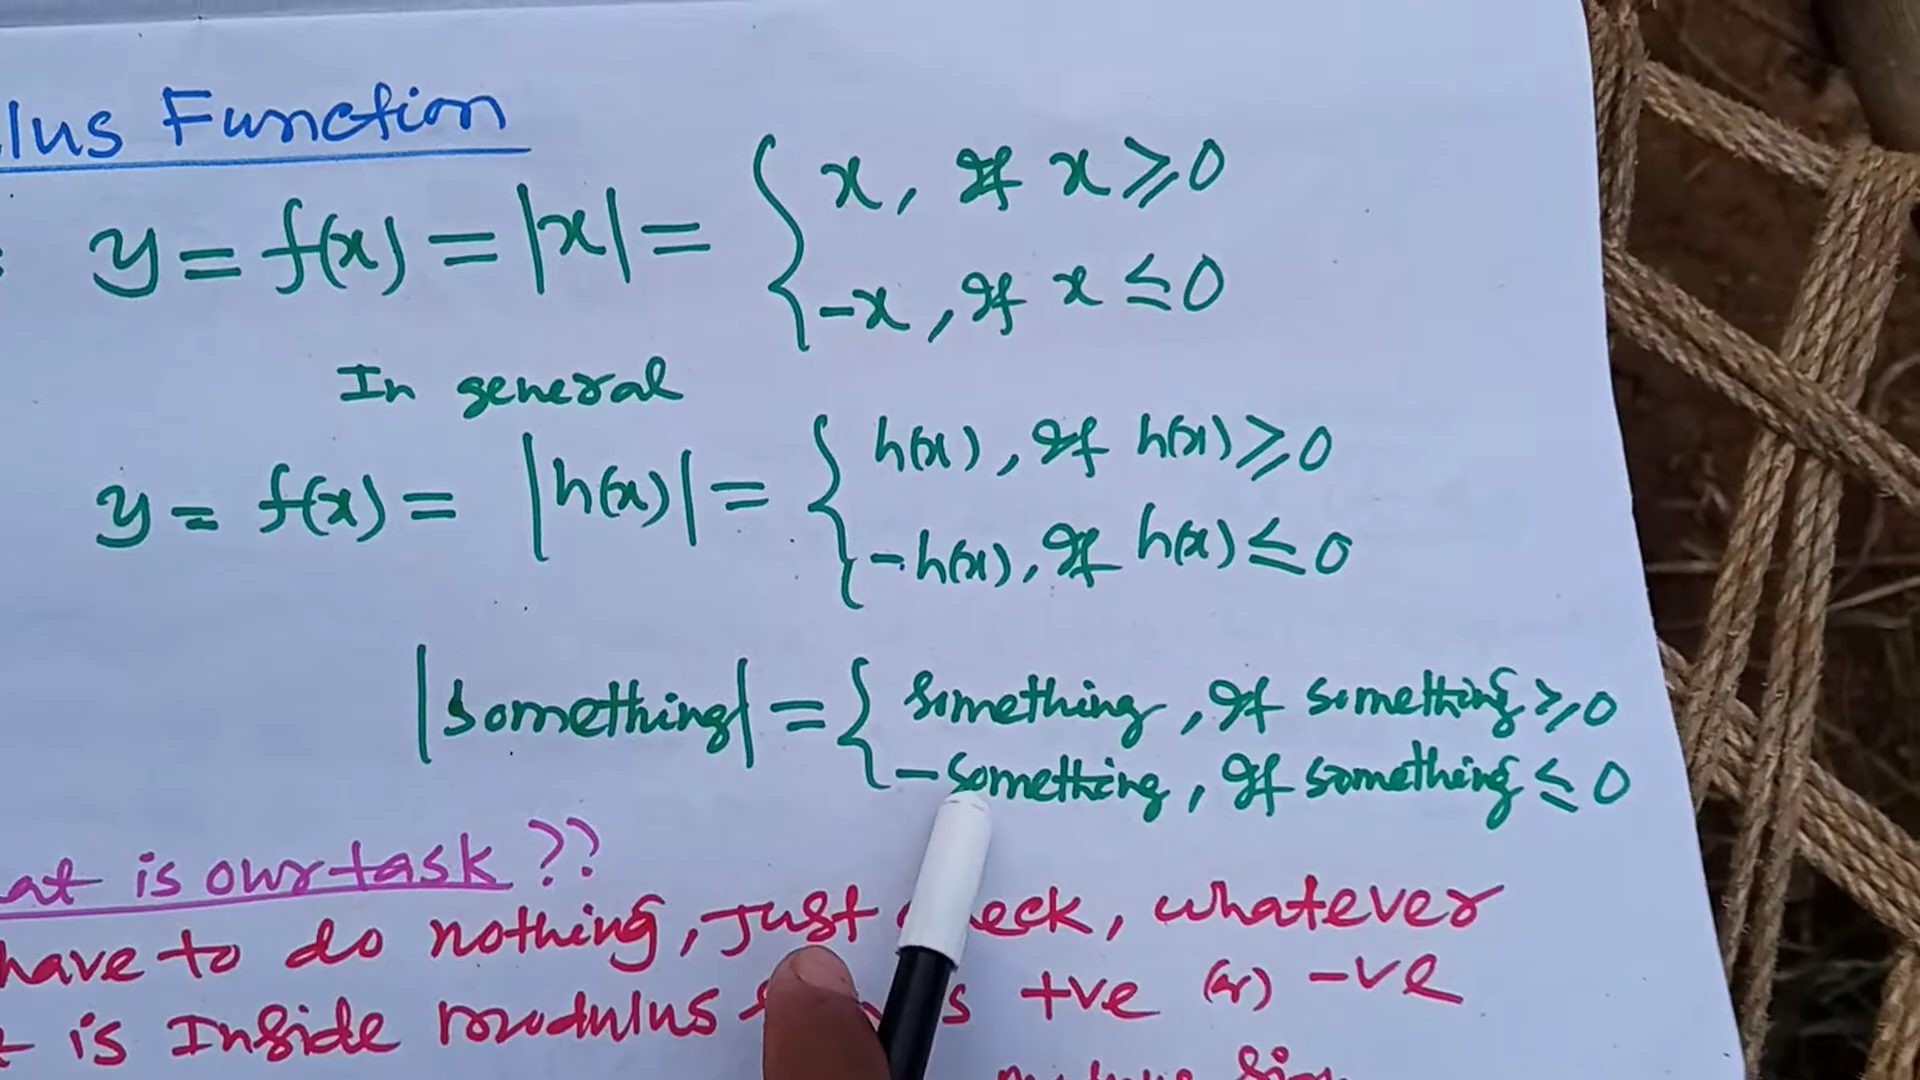 lus Function
y = f(x) = |x| = { x, If x ≥ 0
-x, If x ≤ 0
In general
y = f(x) = |h(x)| = { h(x), If h(x) ≥ 0
-h(x), If h(x) ≤ 0
|something| = { something, If something ≥ 0
-something, If something ≤ 0
at is our task ??
have to do nothing, Just eck, whatever
is Inside modulus s +ve (or) -ve